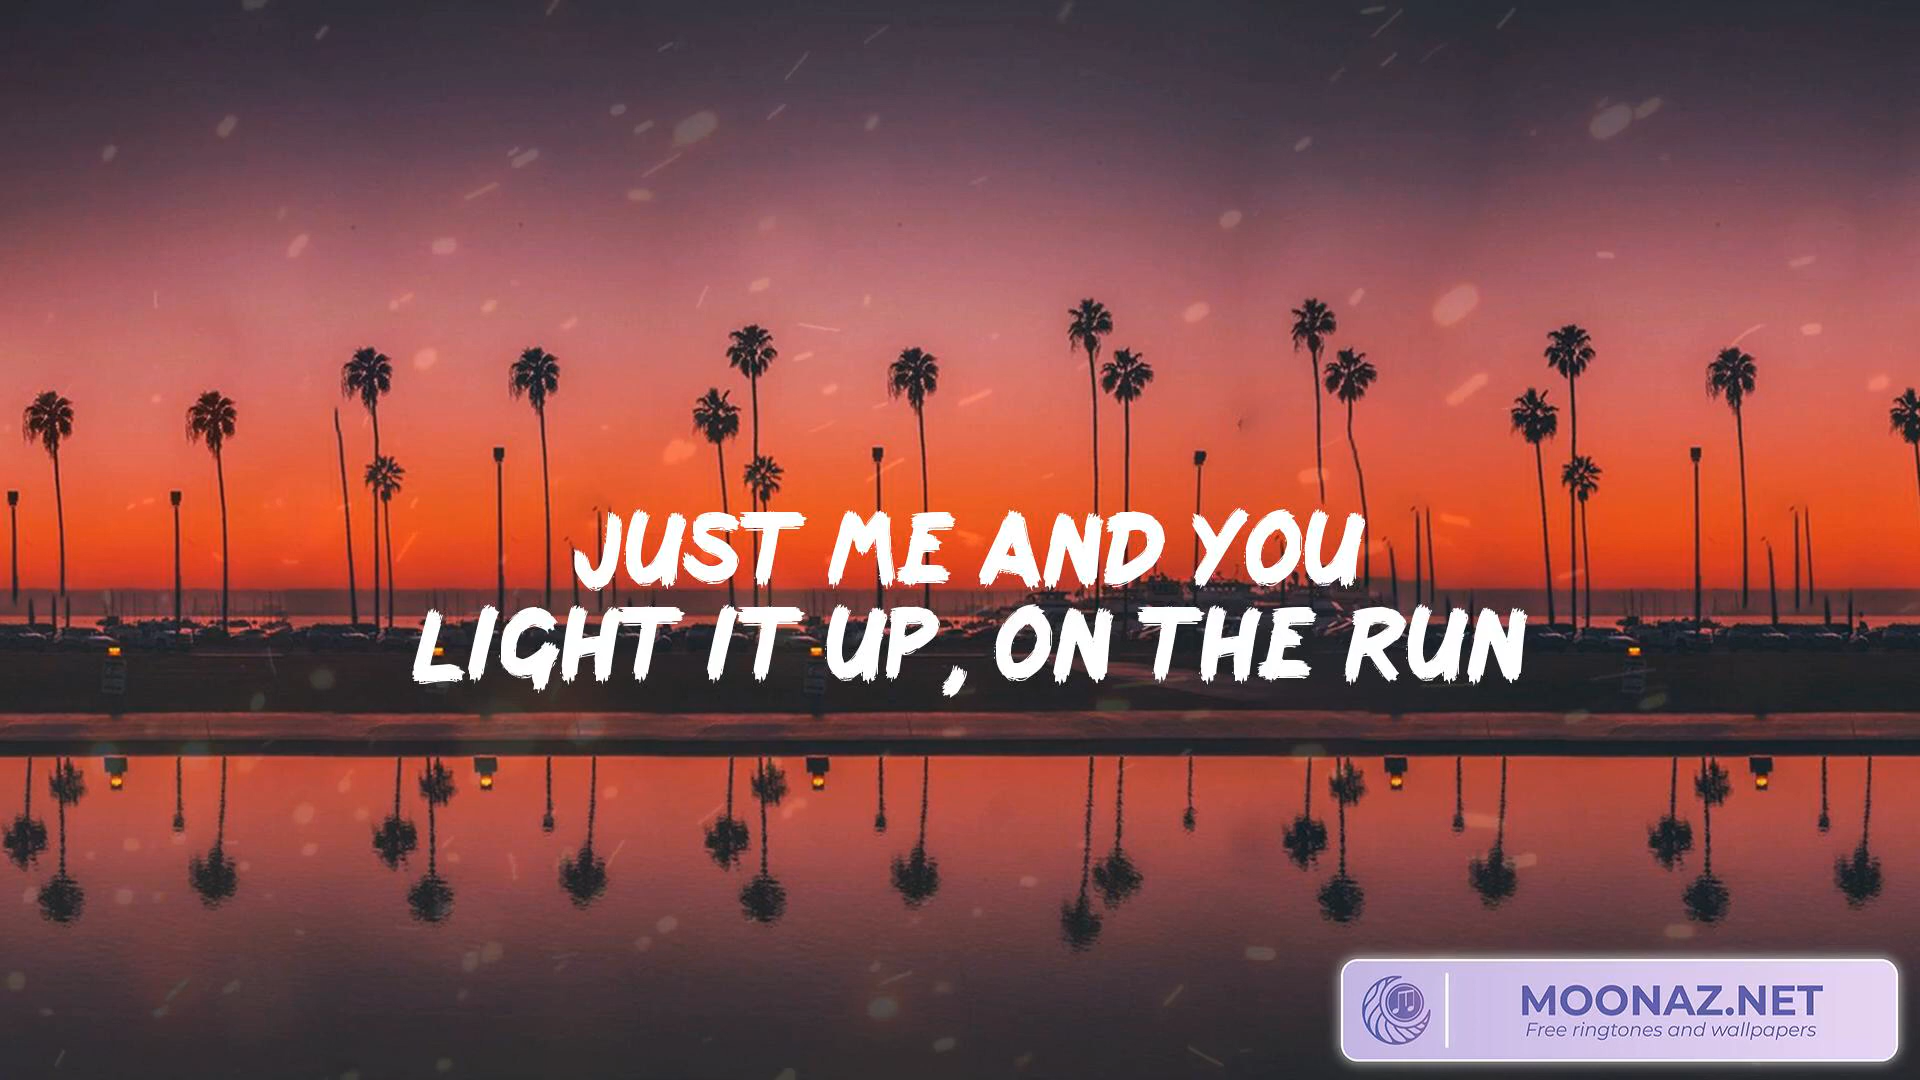 JUST ME AND YOU
LIGHT IT UP, ON THE RUN
MOONAZ.NET
Free ringtones and wallpapers